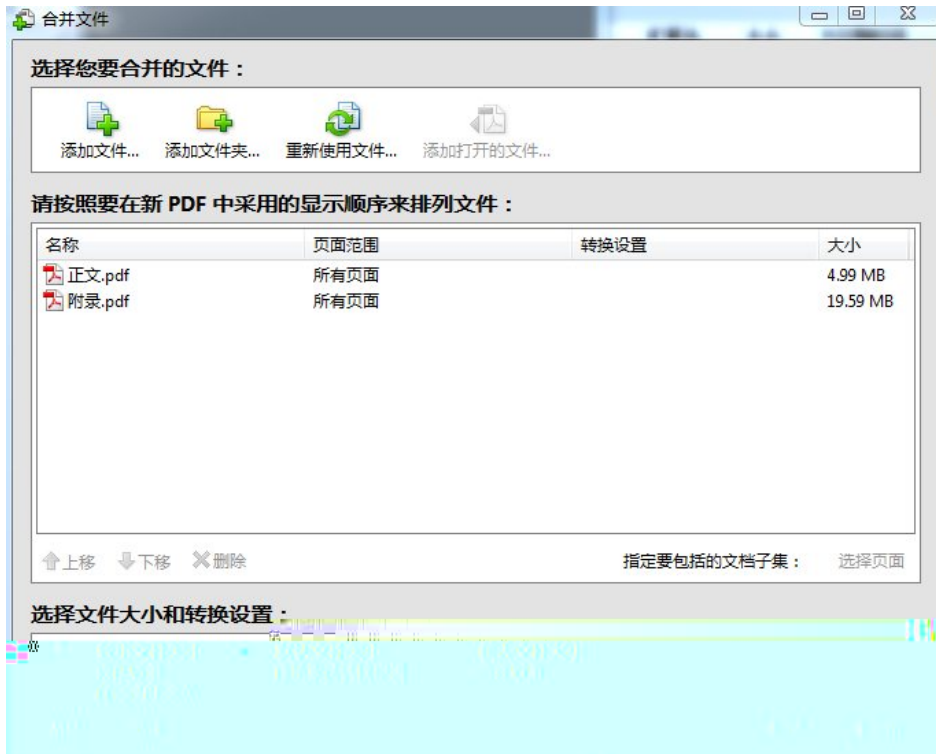 合并文件
选择您要合并的文件：
添加文件... 添加文件夹... 重新使用文件... 添加打开的文件...
请按照要在新 PDF 中采用的显示顺序来排列文件：
名称 页面范围 转换设置 大小
正文.pdf 所有页面 4.99 MB
附录.pdf 所有页面 19.59 MB
上移 下移 删除 指定要包括的文档子集： 选择页面
选择文件大小和转换设置：